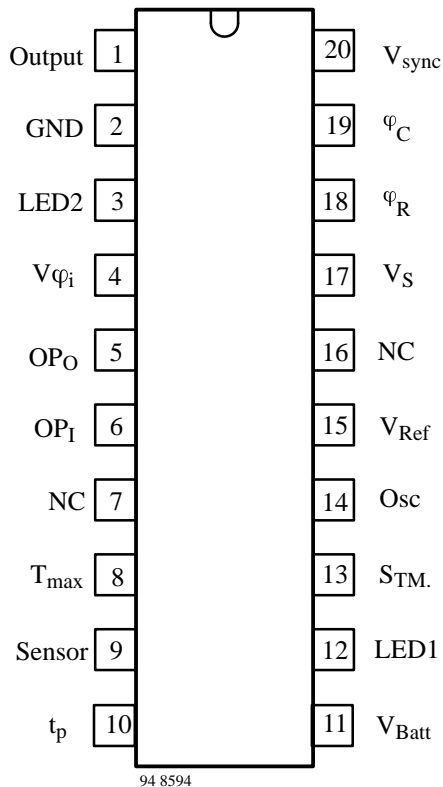 Output 1 20 Vsync
GND 2 19 φC
LED2 3 18 φR
Vφi 4 17 VS
OPO 5 16 NC
OPI 6 15 VRef
NC 7 14 Osc
Tmax 8 13 STM.
Sensor 9 12 LED1
tp 10 11 VBatt
94 8594